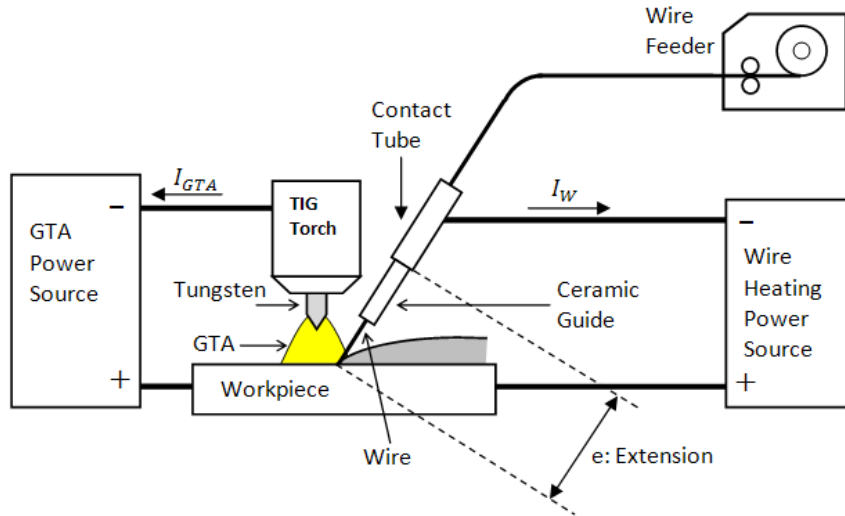 Wire
Feeder
Contact
Tube
I_GTA
TIG
Torch
I_W
−
GTA
Power
Source
+
Tungsten
GTA
Workpiece
Wire
Ceramic
Guide
−
Wire
Heating
Power
Source
+
e: Extension